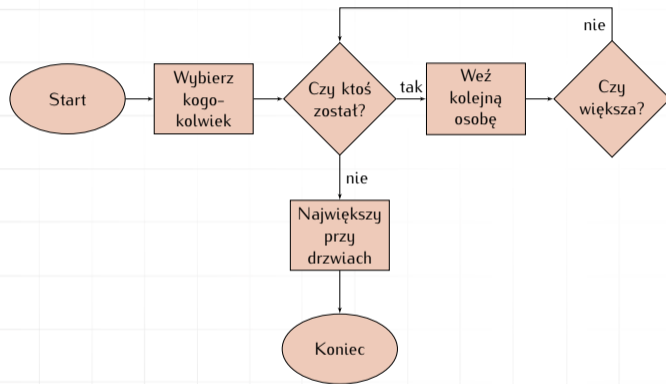 nie
Start
Wybierz
kogo-
kolwiek
Czy ktoś
został?
tak
Weź
kolejną
osobę
Czy
większa?
nie
Największy
przy
drzwiach
Koniec